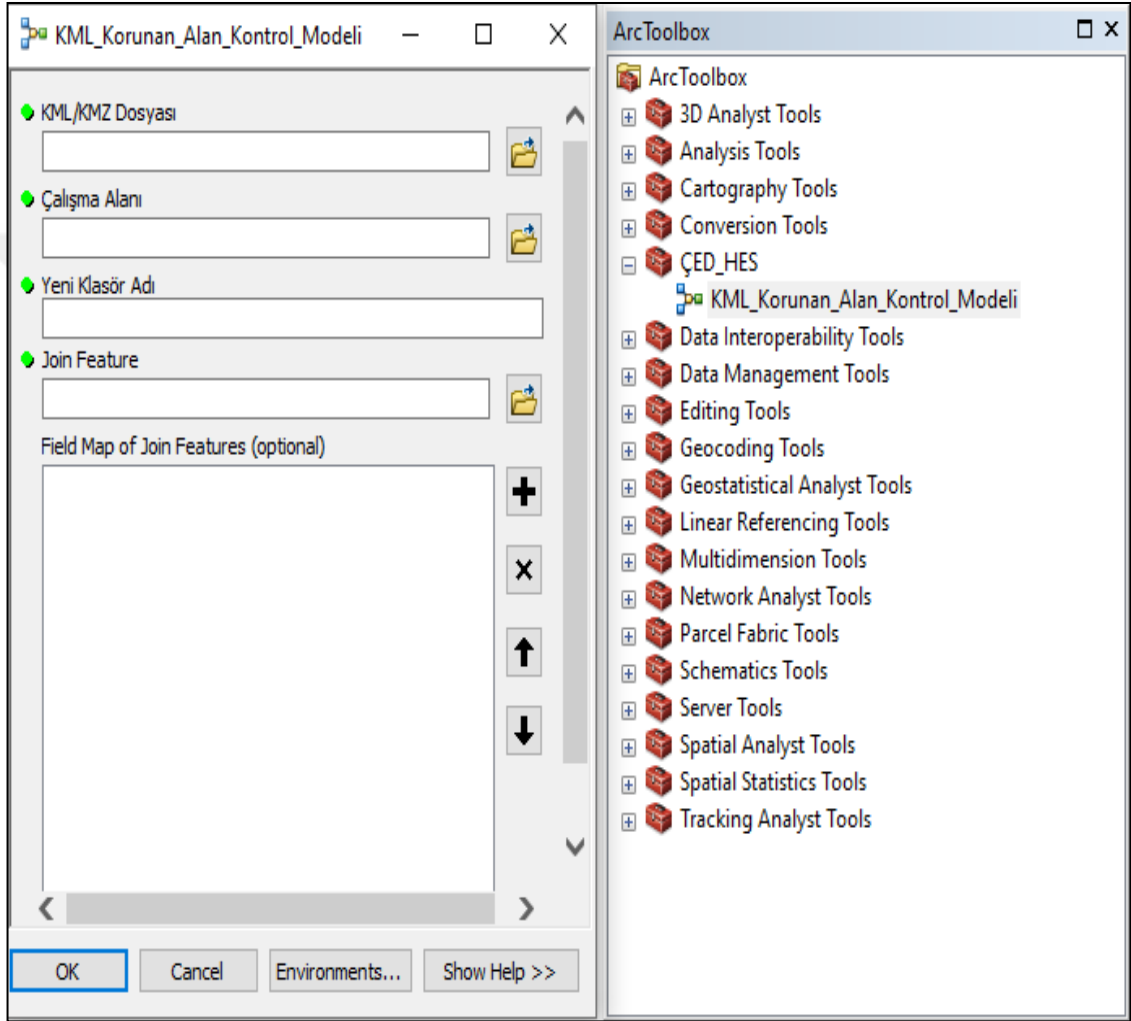 KML_Korunan_Alan_Kontrol_Modeli
KML/KMZ Dosyası
Çalışma Alanı
Yeni Klasör Adı
Join Feature
Field Map of Join Features (optional)
OK
Cancel
Environments...
Show Help >>
ArcToolbox
ArcToolbox
3D Analyst Tools
Analysis Tools
Cartography Tools
Conversion Tools
ÇED_HES
KML_Korunan_Alan_Kontrol_Modeli
Data Interoperability Tools
Data Management Tools
Editing Tools
Geocoding Tools
Geostatistical Analyst Tools
Linear Referencing Tools
Multidimension Tools
Network Analyst Tools
Parcel Fabric Tools
Schematics Tools
Server Tools
Spatial Analyst Tools
Spatial Statistics Tools
Tracking Analyst Tools